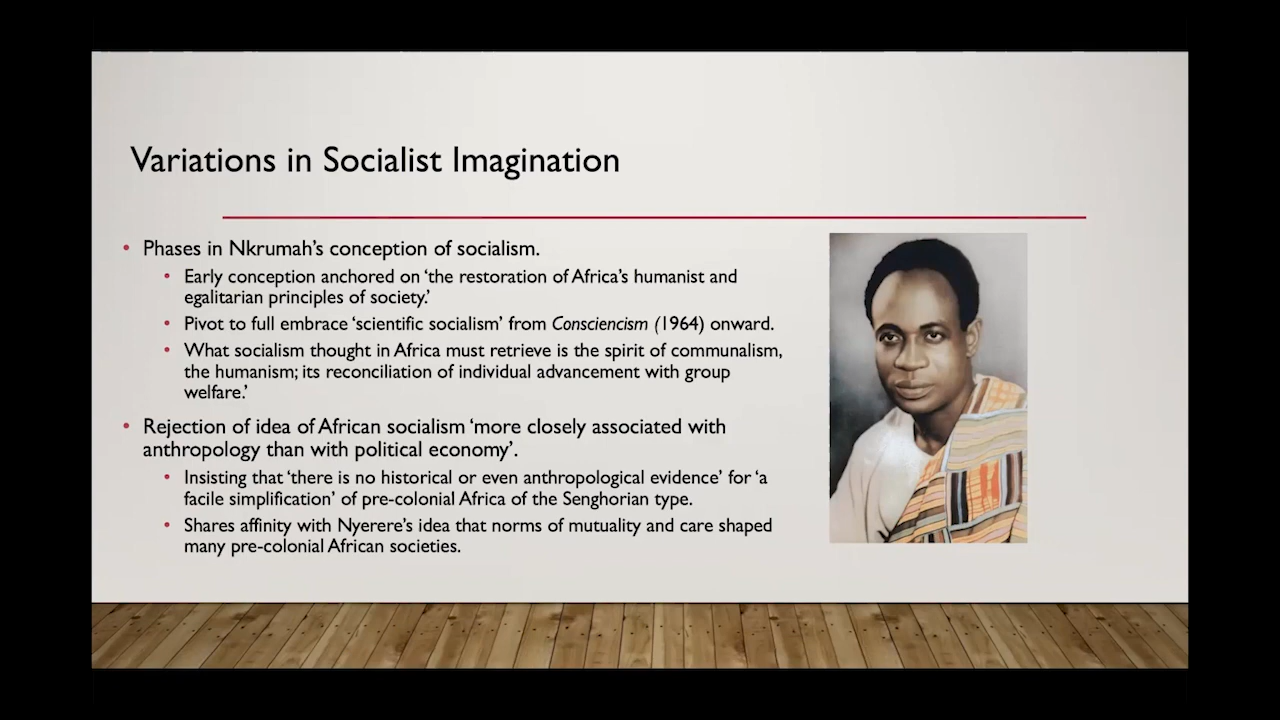 Variations in Socialist Imagination
• Phases in Nkrumah’s conception of socialism.
• Early conception anchored on ‘the restoration of Africa’s humanist and
egalitarian principles of society.’
• Pivot to full embrace ‘scientific socialism’ from Consciencism (1964) onward.
• What socialism thought in Africa must retrieve is the spirit of communalism,
the humanism; its reconciliation of individual advancement with group
welfare.’
• Rejection of idea of African socialism ‘more closely associated with
anthropology than with political economy’.
• Insisting that ‘there is no historical or even anthropological evidence’ for ‘a
facile simplification’ of pre-colonial Africa of the Senghorian type.
• Shares affinity with Nyerere’s idea that norms of mutuality and care shaped
many pre-colonial African societies.